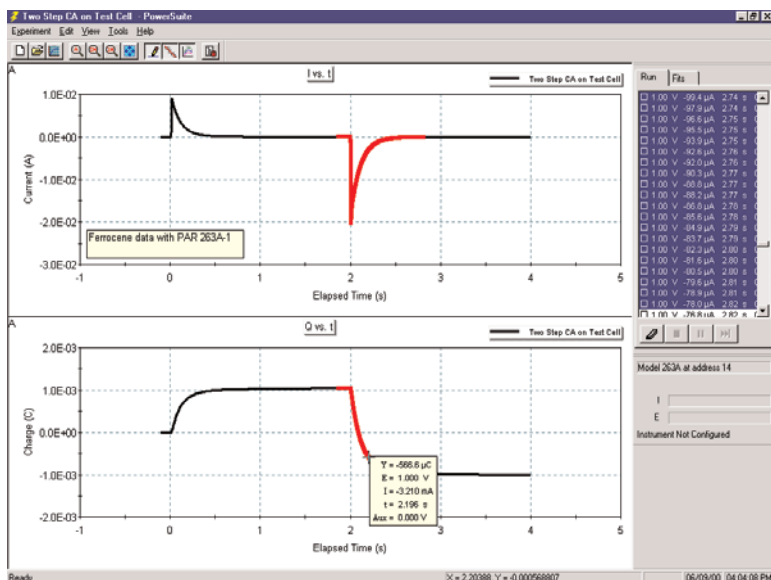 Two Step CA on Test Cell - PowerSuite
Experiment Edit View Tools Help
A
I vs. t
Two Step CA on Test Cell
1.0E-02
0.0E+00
-1.0E-02
-2.0E-02
-3.0E-02
Current (A)
Ferrocene data with PAR 263A-1
-1 0 1 2 3 4 5
Elapsed Time (s)
A
Q vs. t
Two Step CA on Test Cell
2.0E-03
1.0E-03
0.0E+00
-1.0E-03
-2.0E-03
Charge (C)
Y = -566.6 µC
E = 1.000 V
I = -3.210 mA
t = 2.196 s
Aux = 0.000 V
-1 0 1 2 3 4 5
Elapsed Time (s)
Run Fits
1.00 V -99.4 µA 2.74 s
1.00 V -97.9 µA 2.74 s
1.00 V -96.6 µA 2.75 s
1.00 V -95.5 µA 2.75 s
1.00 V -93.9 µA 2.75 s
1.00 V -92.6 µA 2.76 s
1.00 V -92.0 µA 2.76 s
1.00 V -90.3 µA 2.77 s
1.00 V -88.8 µA 2.77 s
1.00 V -88.2 µA 2.77 s
1.00 V -86.8 µA 2.78 s
1.00 V -85.6 µA 2.78 s
1.00 V -84.9 µA 2.79 s
1.00 V -83.7 µA 2.79 s
1.00 V -82.3 µA 2.80 s
1.00 V -81.6 µA 2.80 s
1.00 V -80.5 µA 2.80 s
1.00 V -79.6 µA 2.81 s
1.00 V -78.9 µA 2.81 s
1.00 V -78.0 µA 2.82 s
1.00 V -76.8 µA 2.82 s
Model 263A at address 14
I
E
Instrument Not Configured
Ready
X = 2.20388, Y = -0.000568807
06/09/00 04:04:08 PM